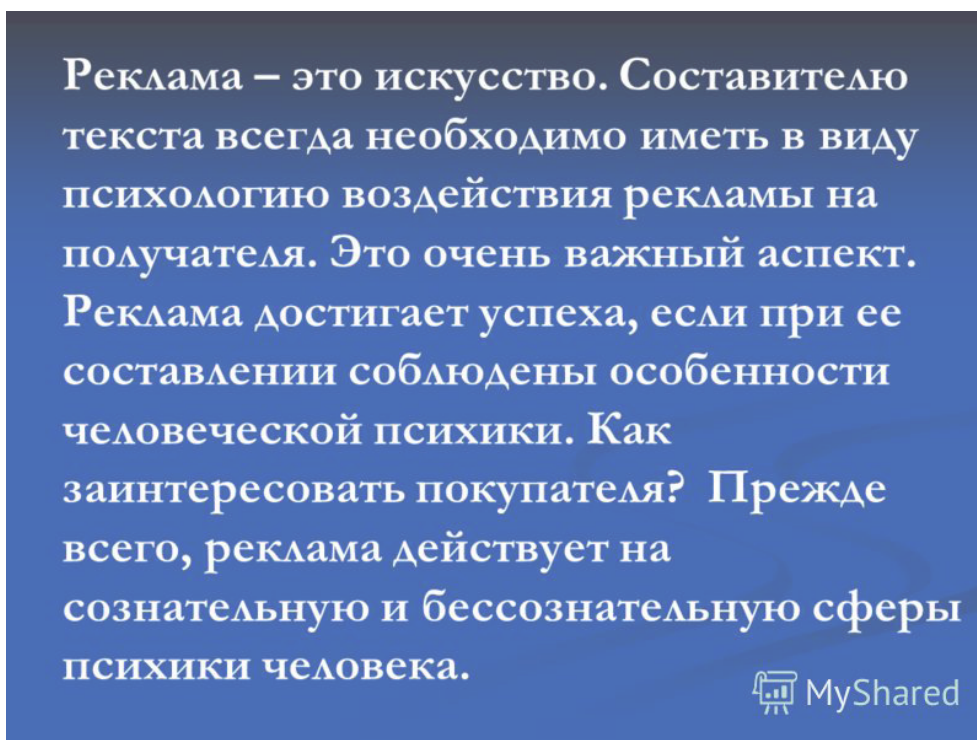 Реклама – это искусство. Составителю
текста всегда необходимо иметь в виду
психологию воздействия рекламы на
получателя. Это очень важный аспект.
Реклама достигает успеха, если при ее
составлении соблюдены особенности
человеческой психики. Как
заинтересовать покупателя?  Прежде
всего, реклама действует на
сознательную и бессознательную сферы
психики человека.
MyShared